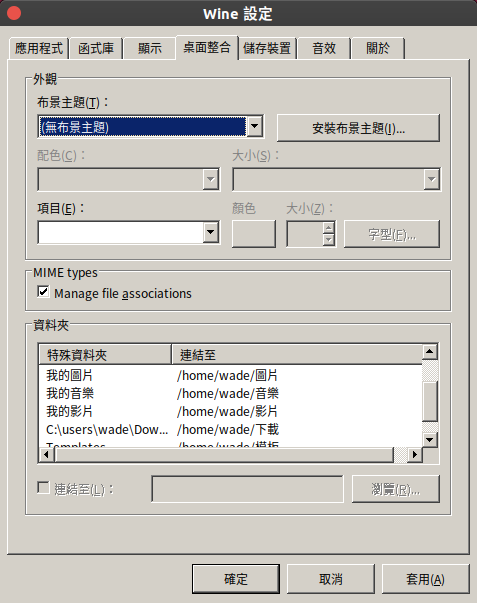 Wine 設定
應用程式 函式庫 顯示 桌面整合 儲存裝置 音效 關於
外觀
布景主題(T)：
(無布景主題) 安裝布景主題(I)...
配色(C)： 大小(S)：
項目(E)： 顏色 大小(Z)：
字型(F)...
MIME types
Manage file associations
資料夾
特殊資料夾 連結至
我的圖片 /home/wade/圖片
我的音樂 /home/wade/音樂
我的影片 /home/wade/影片
C:\users\wade\Dow... /home/wade/下載
Templates /home/wade/模板
連結至(L)： 瀏覽(R)...
確定 取消 套用(A)